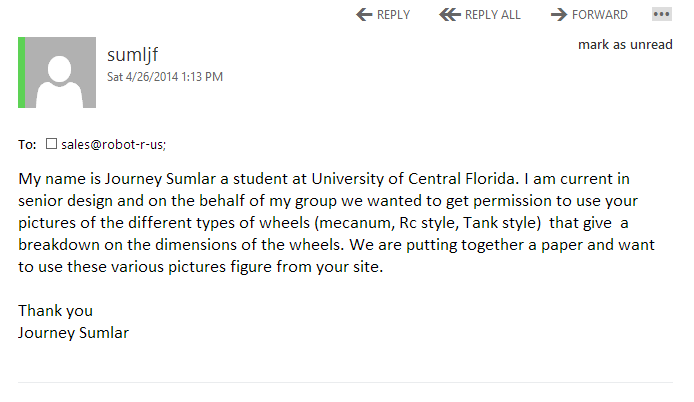 REPLY REPLY ALL FORWARD
mark as unread
sumljf
Sat 4/26/2014 1:13 PM
To: sales@robot-r-us;
My name is Journey Sumlar a student at University of Central Florida. I am current in
senior design and on the behalf of my group we wanted to get permission to use your
pictures of the different types of wheels (mecanum, Rc style, Tank style)  that give  a
breakdown on the dimensions of the wheels. We are putting together a paper and want
to use these various pictures figure from your site.
Thank you
Journey Sumlar